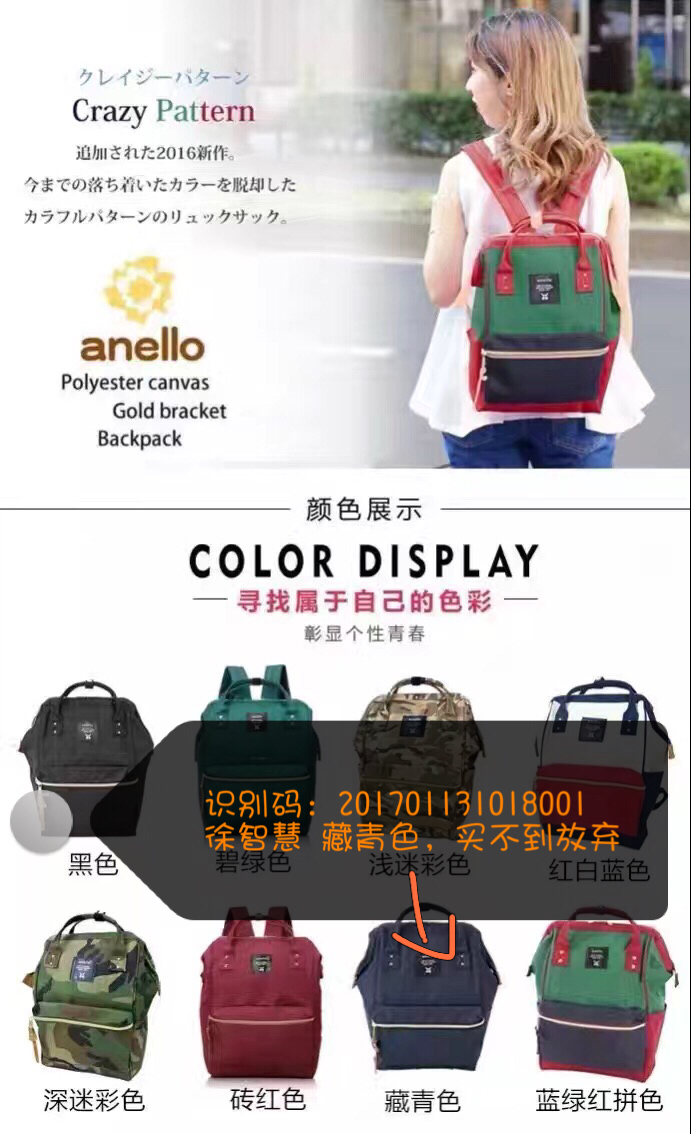 クレイジーパターン
Crazy Pattern
追加された2016新作。
今までの落ち着いたカラーを脱却した
カラフルパターンのリュックサック。
anello
Polyester canvas
Gold bracket
Backpack
anello
颜色展示
COLOR DISPLAY
寻找属于自己的色彩
彰显个性青春
识别码：201701131018001
徐智慧 藏青色，买不到放弃
黑色
碧绿色
浅迷彩色
红白蓝色
深迷彩色
砖红色
藏青色
蓝绿红拼色